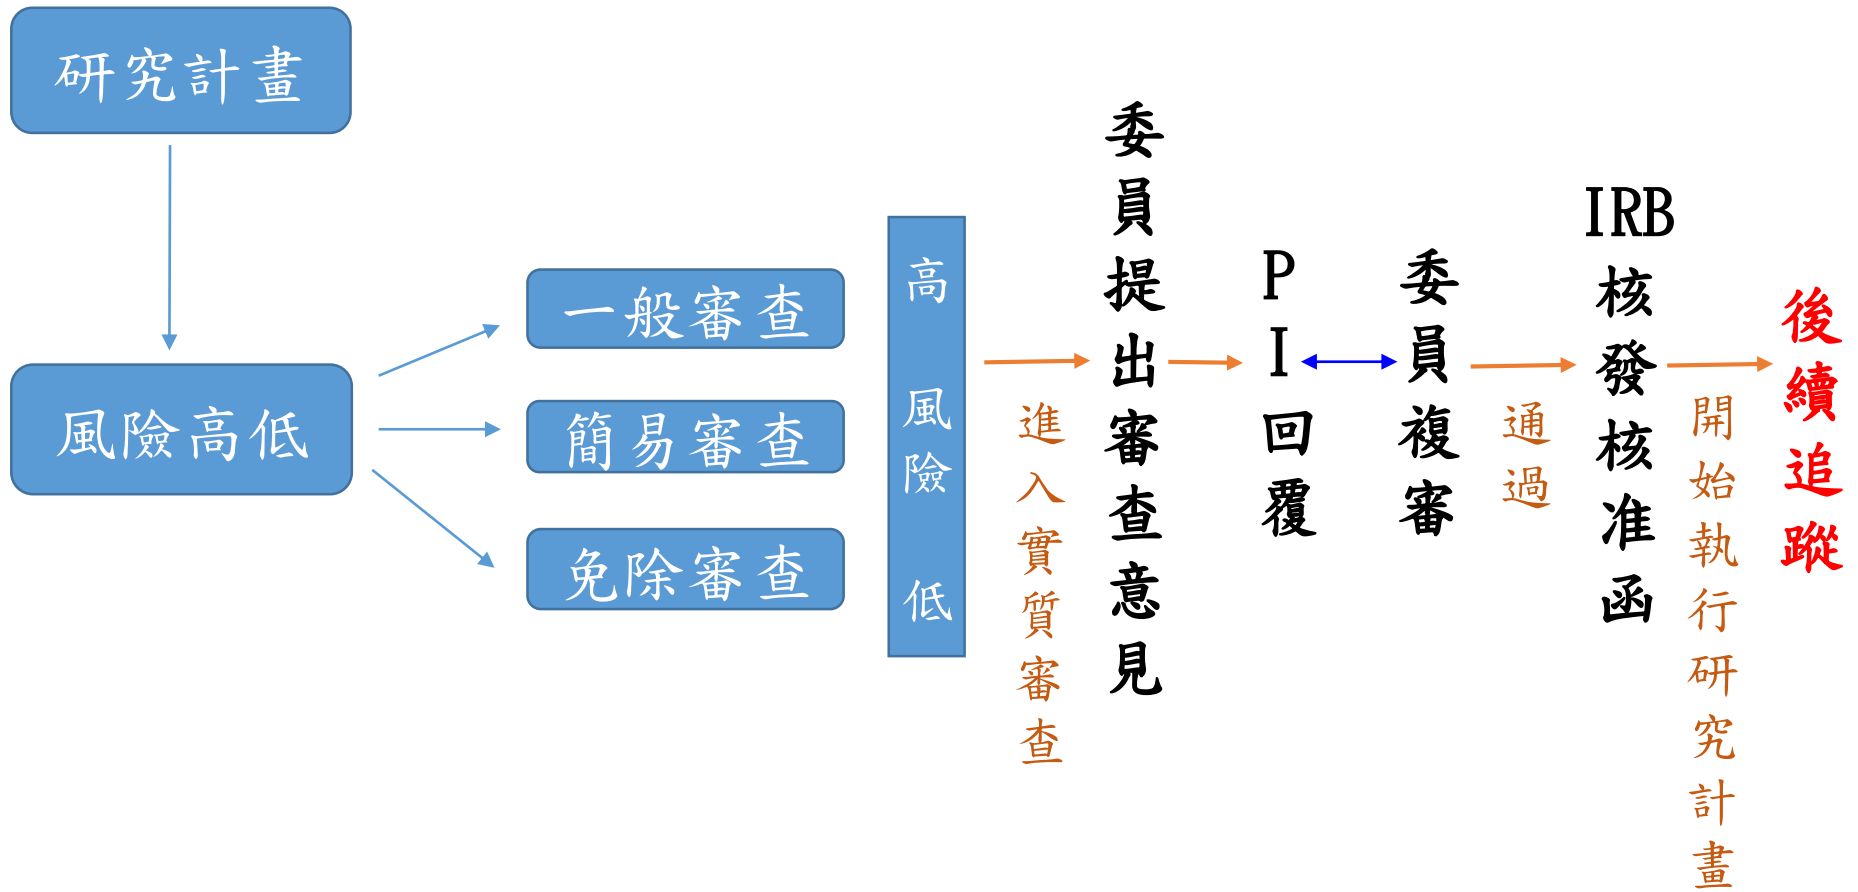 研究計畫
風險高低
一般審查
簡易審查
免除審查
高風險低
進入實質審查
委員提出審查意見
PI回覆
委員複審
通過
IRB核發核准函
開始執行研究計畫
後續追蹤